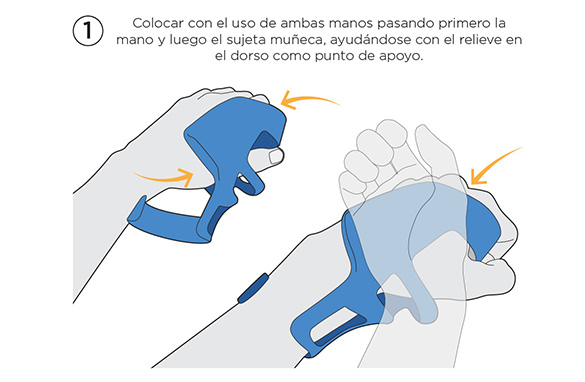 1
Colocar con el uso de ambas manos pasando primero la
mano y luego el sujeta muñeca, ayudándose con el relieve en
el dorso como punto de apoyo.